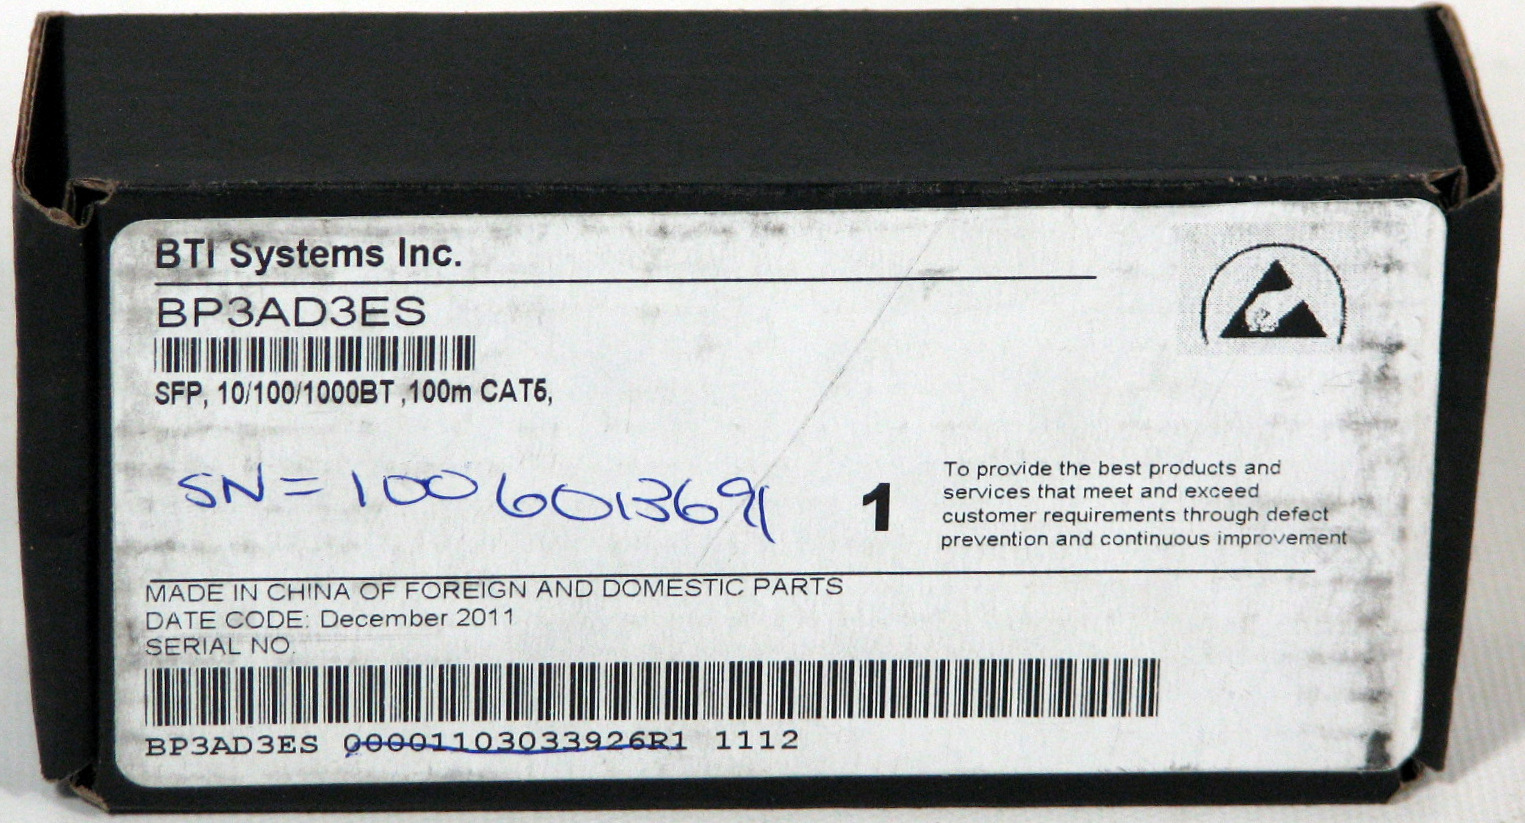 BTI Systems Inc.
BP3AD3ES
SFP, 10/100/1000BT ,100m CAT5,
SN = 1006013691
1
To provide the best products and
services that meet and exceed
customer requirements through defect
prevention and continuous improvement
MADE IN CHINA OF FOREIGN AND DOMESTIC PARTS
DATE CODE: December 2011
SERIAL NO.
BP3AD3ES 00001103033926R1 1112